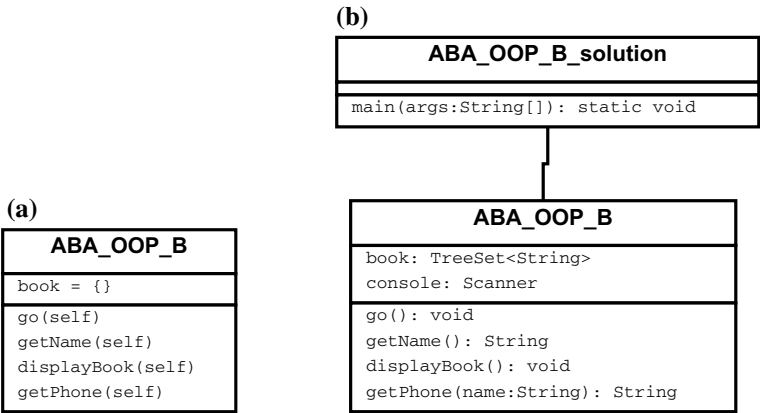 (a)
ABA_OOP_B
book = {}
go(self)
getName(self)
displayBook(self)
getPhone(self)
(b)
ABA_OOP_B_solution
main(args:String[]): static void
ABA_OOP_B
book: TreeSet<String>
console: Scanner
go(): void
getName(): String
displayBook(): void
getPhone(name:String): String